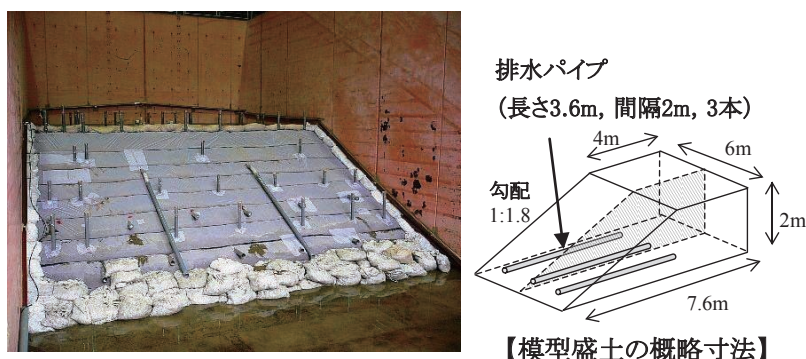 排水パイプ
（長さ3.6m，間隔2m，3本）
4m
6m
勾配
1:1.8
2m
7.6m
【模型盛土の概略寸法】